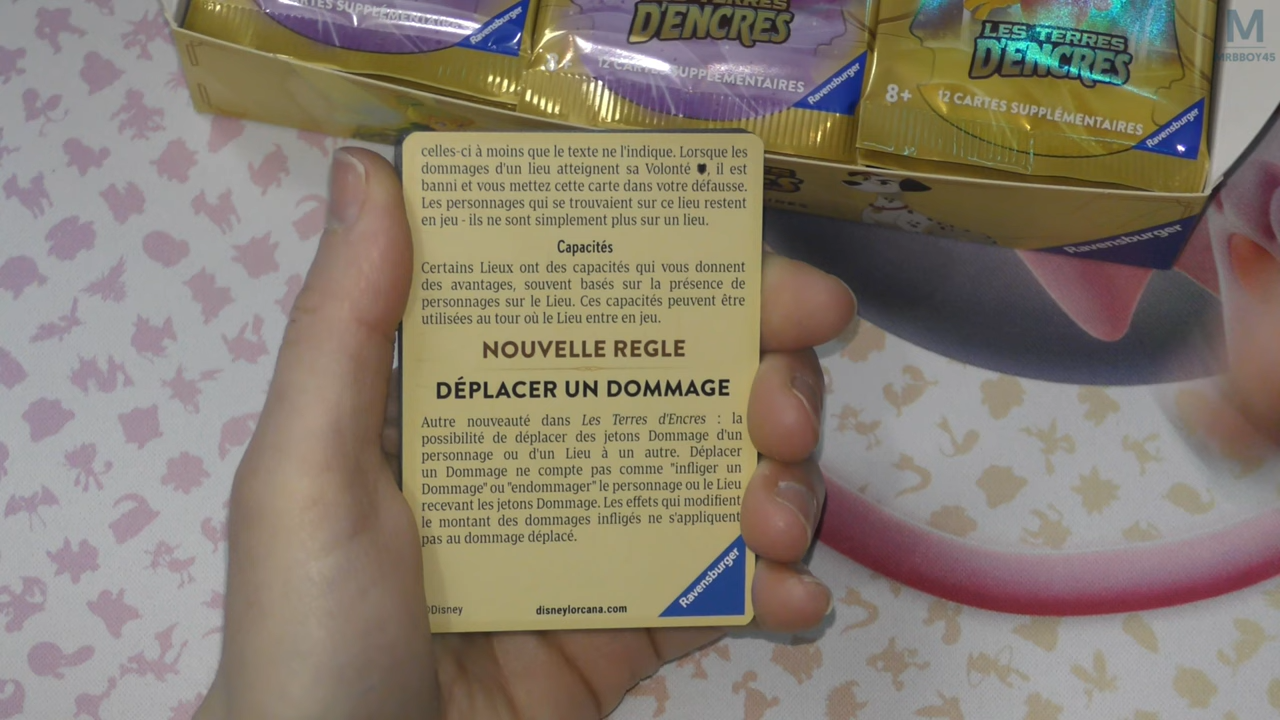 CARTES SUPPLÉMENTAIRES
Ravensburger
D'ENCRES
12 CARTES SUPPLÉMENTAIRES
Ravensburger
LES TERRES
D'ENCRES
8+
12 CARTES SUPPLÉMENTAIRES
Ravensburger
M
MRBBOY45
Ravensburger
celles-ci à moins que le texte ne l'indique. Lorsque les
dommages d'un lieu atteignent sa Volonté , il est
banni et vous mettez cette carte dans votre défausse.
Les personnages qui se trouvaient sur ce lieu restent
en jeu - ils ne sont simplement plus sur un lieu.
Capacités
Certains Lieux ont des capacités qui vous donnent
des avantages, souvent basés sur la présence de
personnages sur le Lieu. Ces capacités peuvent être
utilisées au tour où le Lieu entre en jeu.
NOUVELLE REGLE
DÉPLACER UN DOMMAGE
Autre nouveauté dans Les Terres d'Encres : la
possibilité de déplacer des jetons Dommage d'un
personnage ou d'un Lieu à un autre. Déplacer
un Dommage ne compte pas comme "infliger un
Dommage" ou "endommager" le personnage ou le Lieu
recevant les jetons Dommage. Les effets qui modifient
le montant des dommages infligés ne s'appliquent
pas au dommage déplacé.
Ravensburger
©Disney
disneylorcana.com